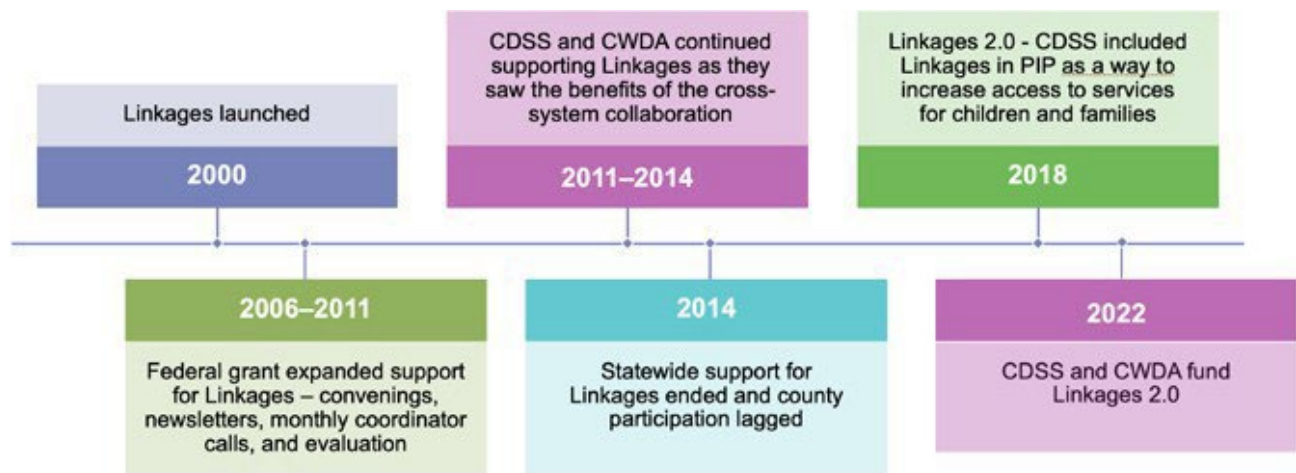 Linkages launched
2000
2006–2011
Federal grant expanded support
for Linkages – convenings,
newsletters, monthly coordinator
calls, and evaluation
CDSS and CWDA continued
supporting Linkages as they
saw the benefits of the cross-
system collaboration
2011–2014
2014
Statewide support for
Linkages ended and county
participation lagged
Linkages 2.0 - CDSS included
Linkages in PIP as a way to
increase access to services
for children and families
2018
2022
CDSS and CWDA fund
Linkages 2.0